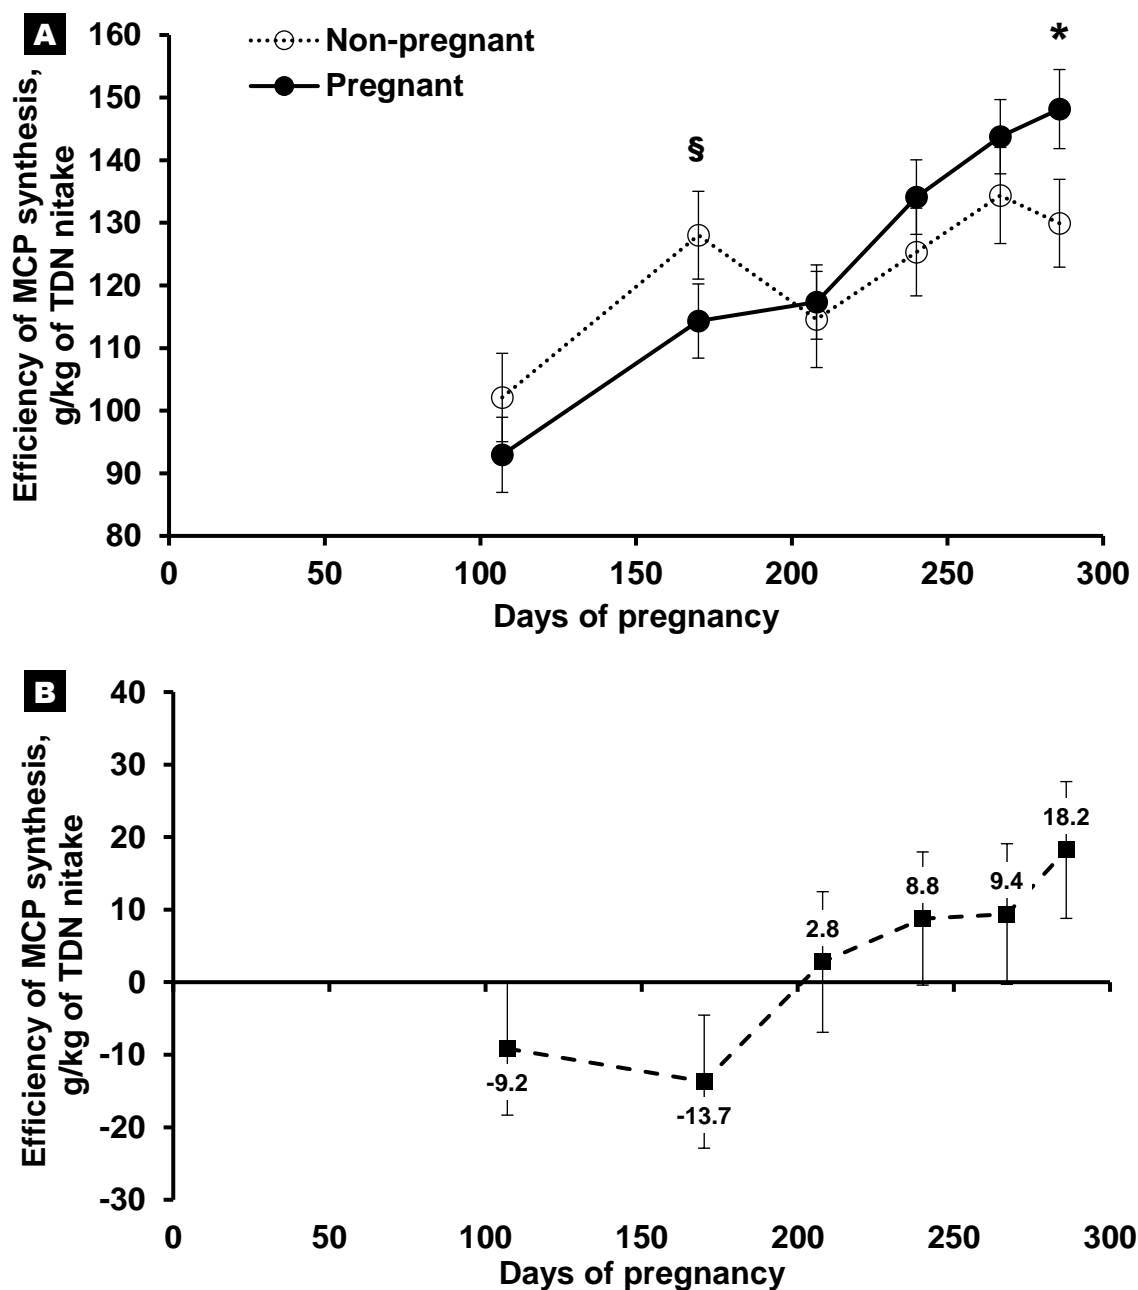 A
160
150
140
130
120
110
100
90
80
Efficiency of MCP synthesis,
g/kg of TDN nitake
Non-pregnant
Pregnant
§
*
0 50 100 150 200 250 300
Days of pregnancy
B
40
30
20
10
0
-10
-20
-30
Efficiency of MCP synthesis,
g/kg of TDN nitake
-9.2
-13.7
2.8
8.8
9.4
18.2
0 50 100 150 200 250 300
Days of pregnancy